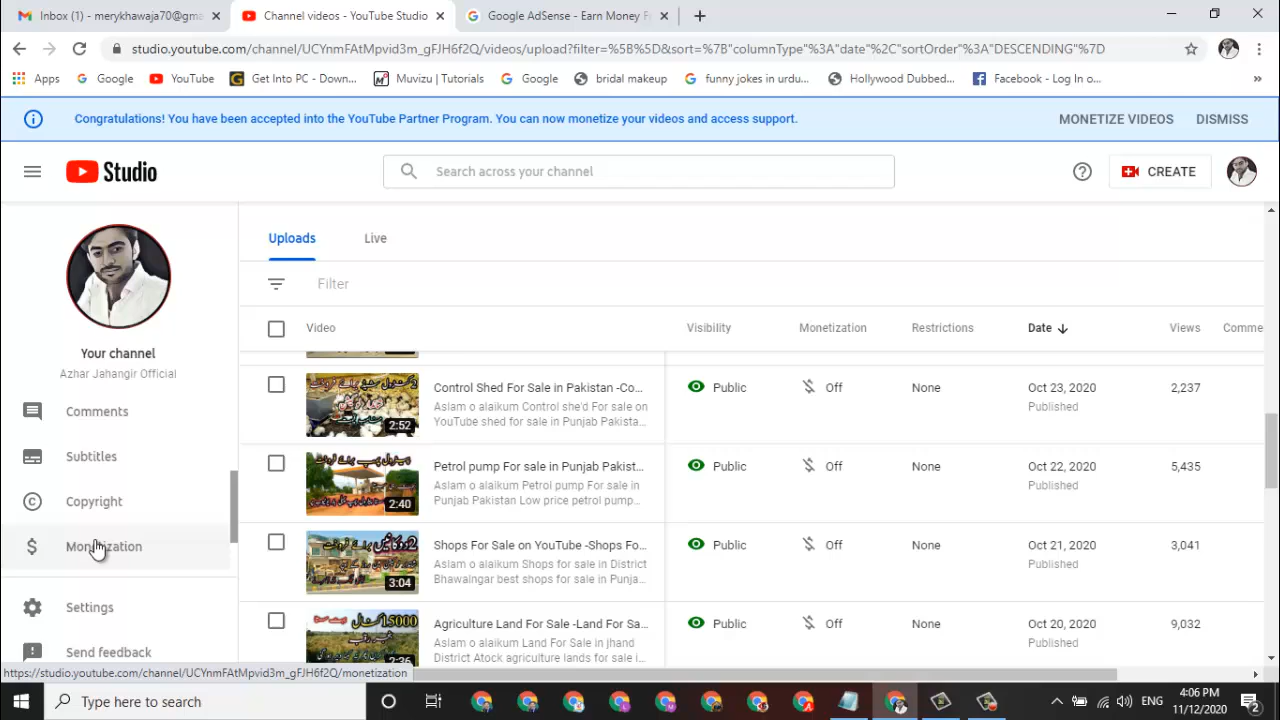 Inbox (1) - merykhawaja70@gma
Channel videos - YouTube Studio
Google AdSense - Earn Money F
studio.youtube.com/channel/UCYnmFAtMpvid3m_gFJH6f2Q/videos/upload?filter=%5B%5D&sort=%7B"columnType"%3A"date"%2C"sortOrder"%3A"DESCENDING"%7D
Apps
Google
YouTube
Get Into PC - Down...
Muvizu | Tutorials
Google
bridal makeup
funny jokes in urdu...
Hollywood Dubbed...
Facebook - Log In o...
Congratulations! You have been accepted into the YouTube Partner Program. You can now monetize your videos and access support.
MONETIZE VIDEOS
DISMISS
Studio
Search across your channel
CREATE
Your channel
Azhar Jahangir Official
Comments
Subtitles
Copyright
Monetization
Settings
Send feedback
Uploads
Live
Filter
Video
Visibility
Monetization
Restrictions
Date
Views
Comme
2:52
Control Shed For Sale in Pakistan -Co...
Aslam o alaikum Control she'd For sale on
YouTube shed for sale in Punjab Pakista...
Public
Off
None
Oct 23, 2020
Published
2,237
2:40
Petrol pump For sale in Punjab Pakist...
Aslam o alaikum Petrol pump For sale in
Punjab Pakistan Low price petrol pump...
Public
Off
None
Oct 22, 2020
Published
5,435
3:04
Shops For Sale on YouTube -Shops Fo...
Aslam o alaikum Shops for sale in District
Bhawalngar best shops for sale in Punja...
Public
Off
None
Oct 21, 2020
Published
3,041
15000
2:36
Agriculture Land For Sale -Land For Sa...
Aslam o alaikum Land For Sale in jhand
District Atock agriculture lands for sale i...
Public
Off
None
Oct 20, 2020
Published
9,032
https://studio.youtube.com/channel/UCYnmFAtMpvid3m_gFJH6f2Q/monetization
Type here to search
ENG
4:06 PM
11/12/2020
2